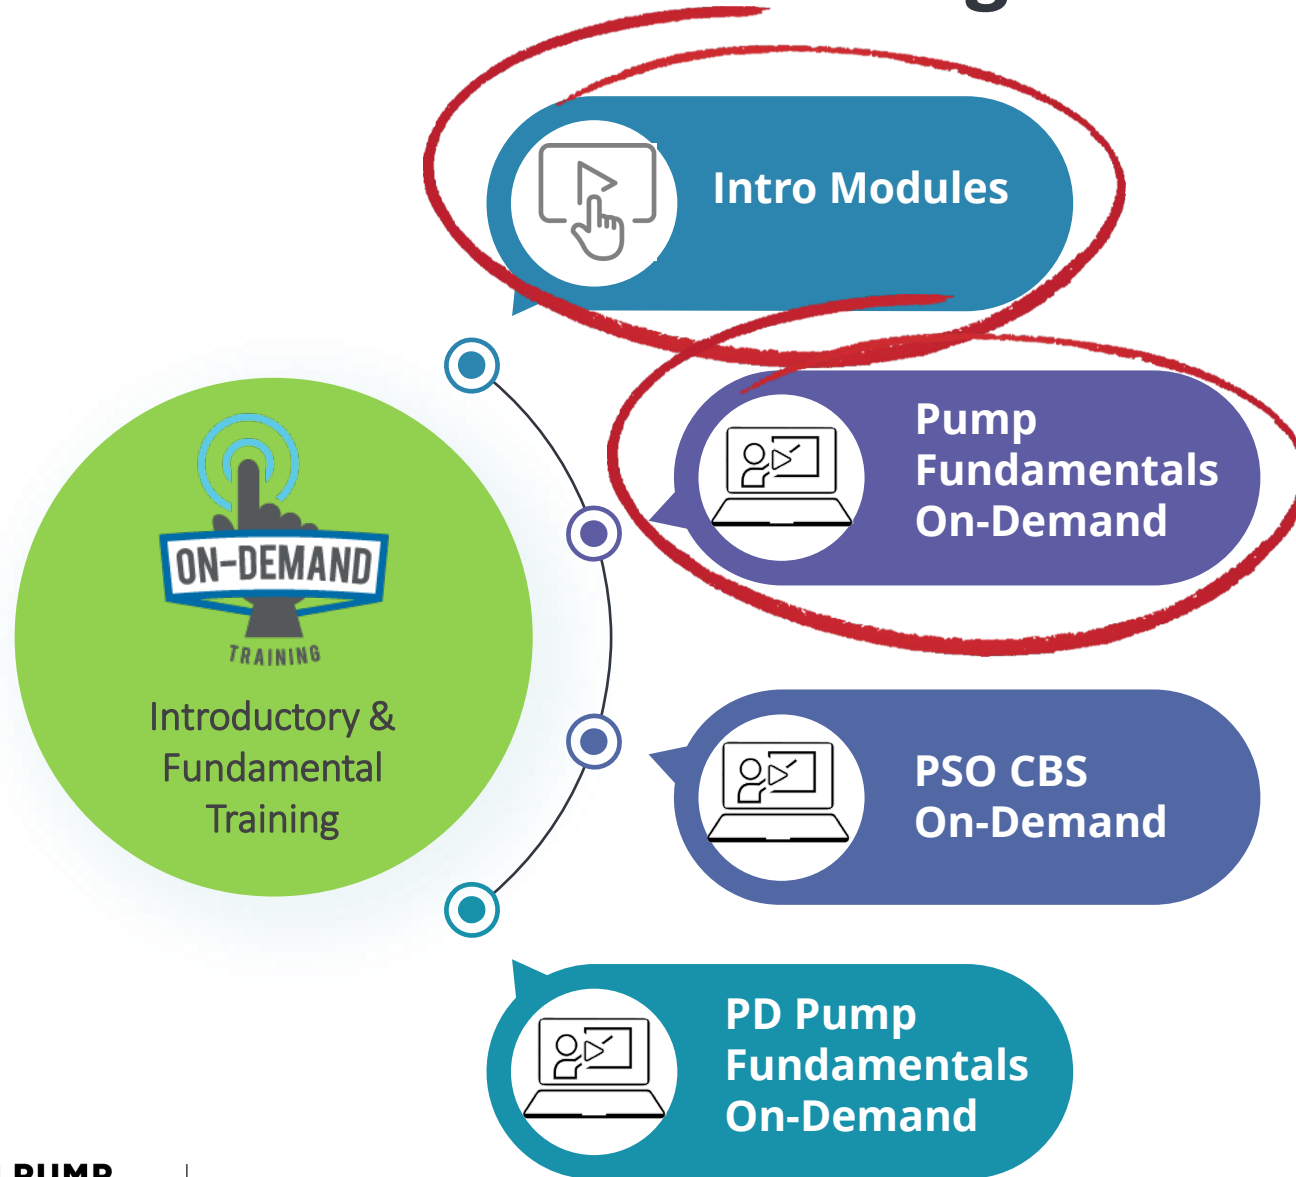 Intro Modules
Pump
Fundamentals
On-Demand
ON-DEMAND
TRAINING
Introductory &
Fundamental
Training
PSO CBS
On-Demand
PD Pump
Fundamentals
On-Demand
PUMP